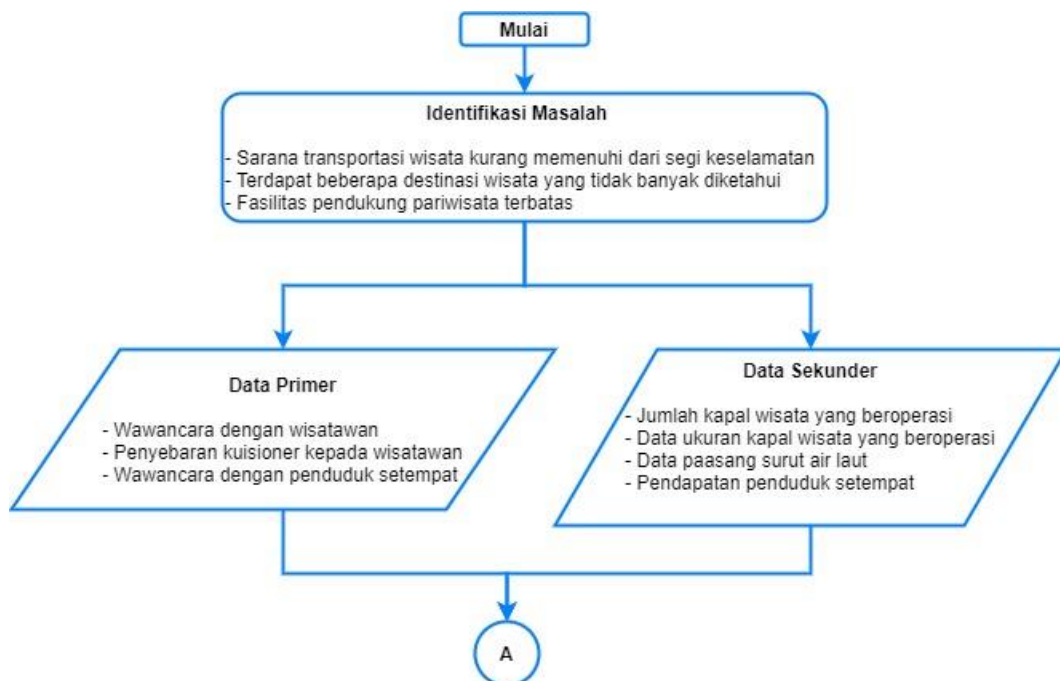 Mulai
Identifikasi Masalah
- Sarana transportasi wisata kurang memenuhi dari segi keselamatan
- Terdapat beberapa destinasi wisata yang tidak banyak diketahui
- Fasilitas pendukung pariwisata terbatas
Data Primer
- Wawancara dengan wisatawan
- Penyebaran kuisioner kepada wisatawan
- Wawancara dengan penduduk setempat
Data Sekunder
- Jumlah kapal wisata yang beroperasi
- Data ukuran kapal wisata yang beroperasi
- Data paasang surut air laut
- Pendapatan penduduk setempat
A